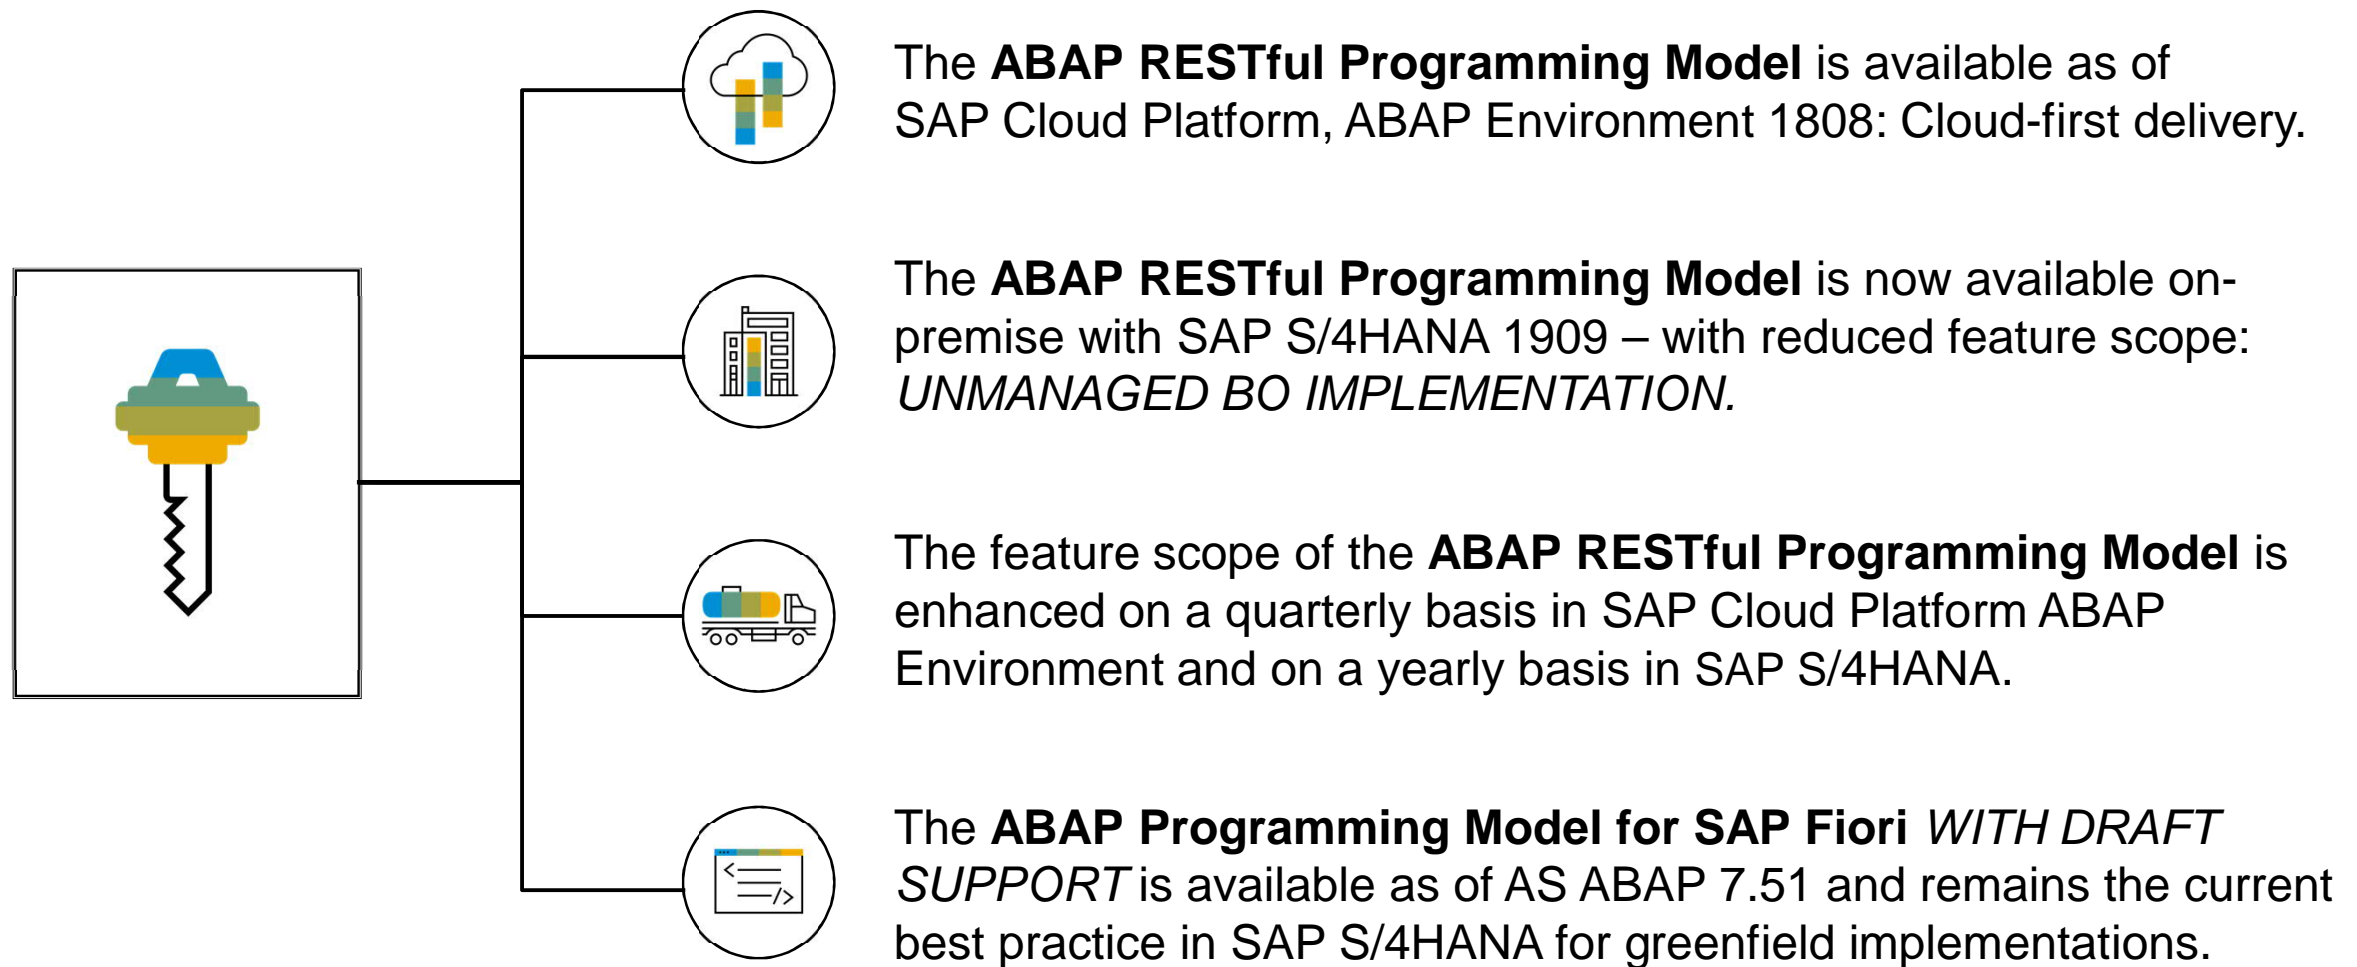 The ABAP RESTful Programming Model is available as of
SAP Cloud Platform, ABAP Environment 1808: Cloud-first delivery.
The ABAP RESTful Programming Model is now available on-
premise with SAP S/4HANA 1909 – with reduced feature scope:
UNMANAGED BO IMPLEMENTATION.
The feature scope of the ABAP RESTful Programming Model is
enhanced on a quarterly basis in SAP Cloud Platform ABAP
Environment and on a yearly basis in SAP S/4HANA.
The ABAP Programming Model for SAP Fiori WITH DRAFT
SUPPORT is available as of AS ABAP 7.51 and remains the current
best practice in SAP S/4HANA for greenfield implementations.